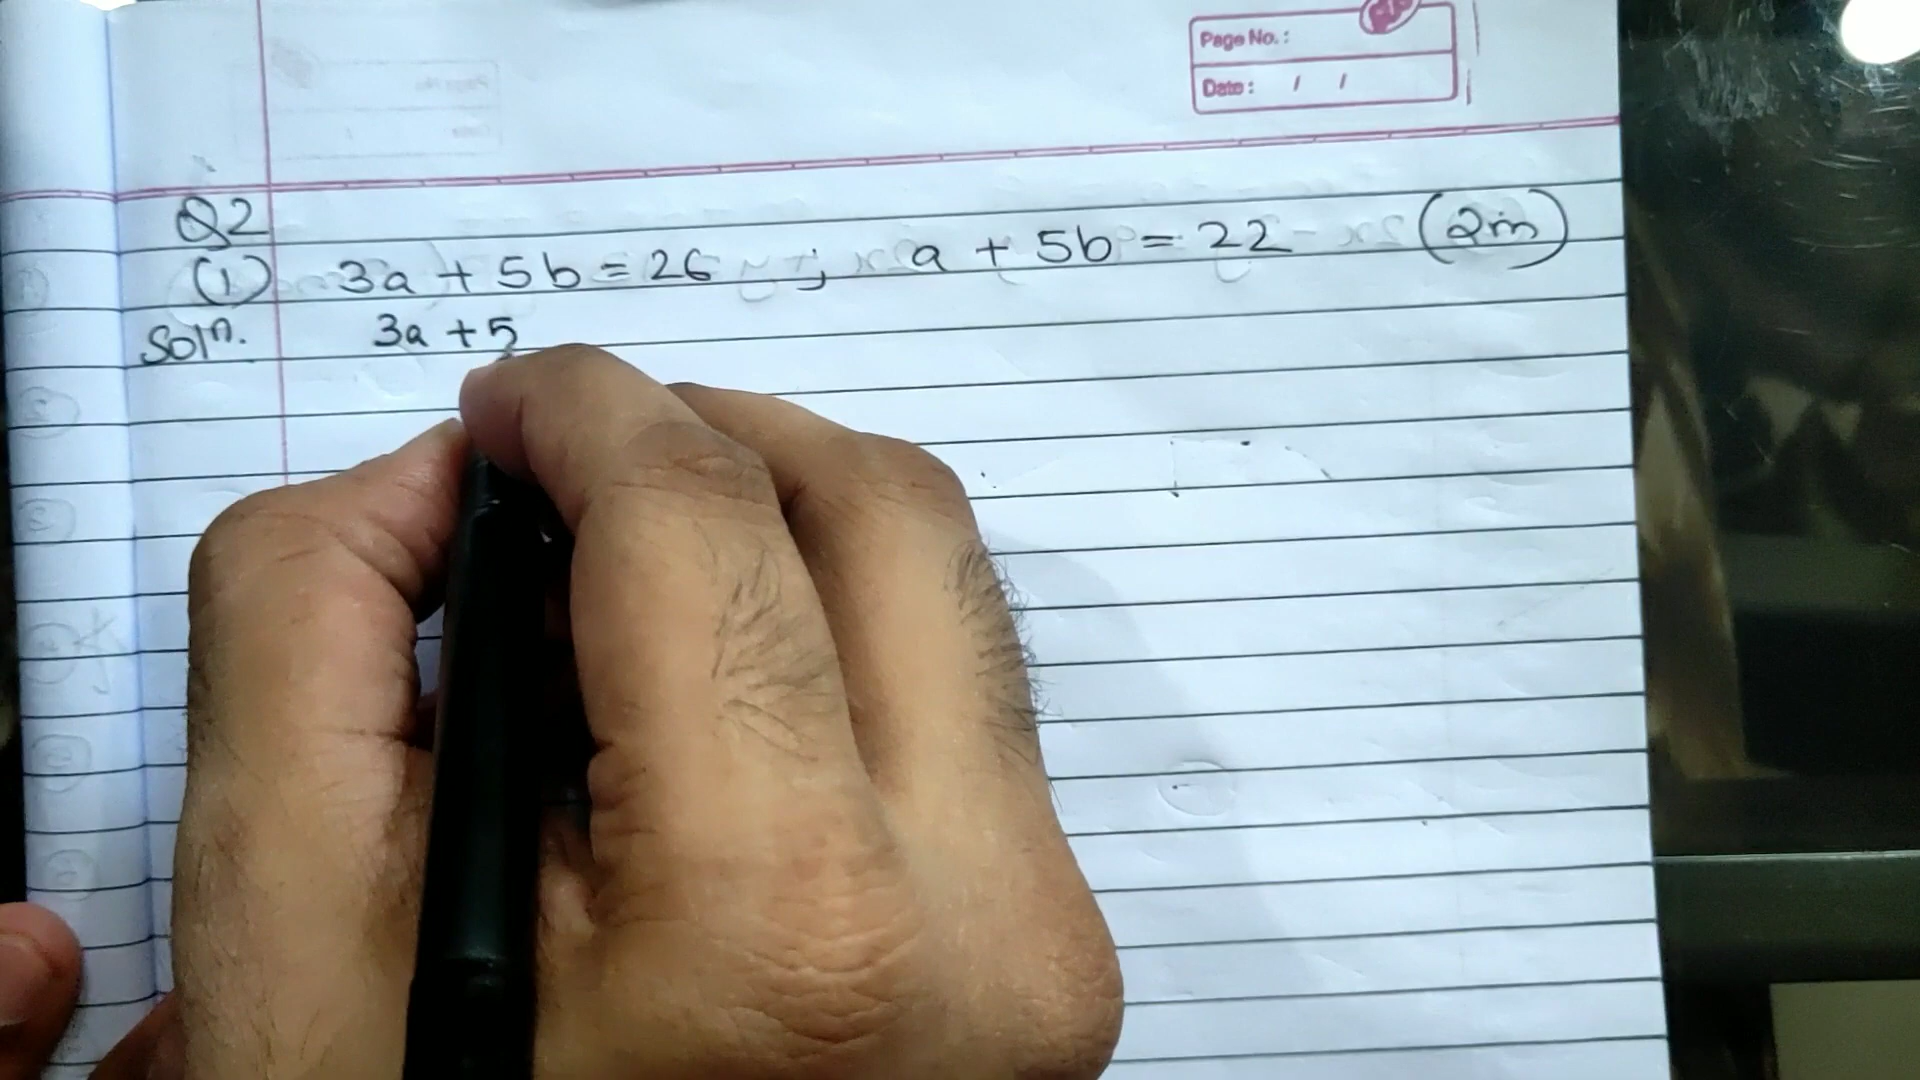 Page No. :
Date : / /
Q2
(1) 3a + 5b = 26 ; a + 5b = 22 (2m)
Soln. 3a + 5